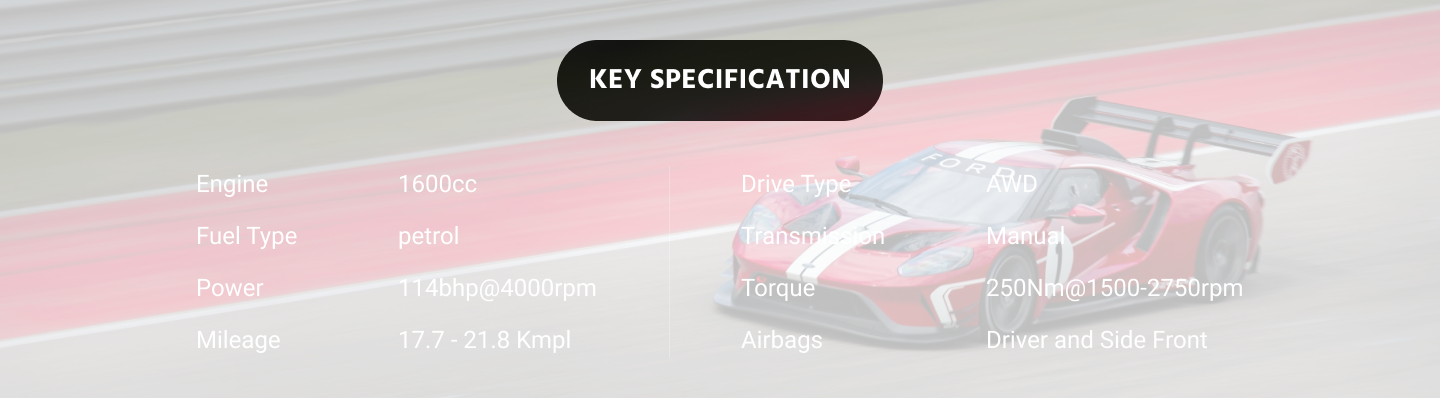 KEY SPECIFICATION
FORD
Engine 1600cc Drive Type AWD
Fuel Type petrol Transmission Manual
1
Power 114bhp@4000rpm Torque 250Nm@1500-2750rpm
Mileage 17.7 - 21.8 Kmpl Airbags Driver and Side Front